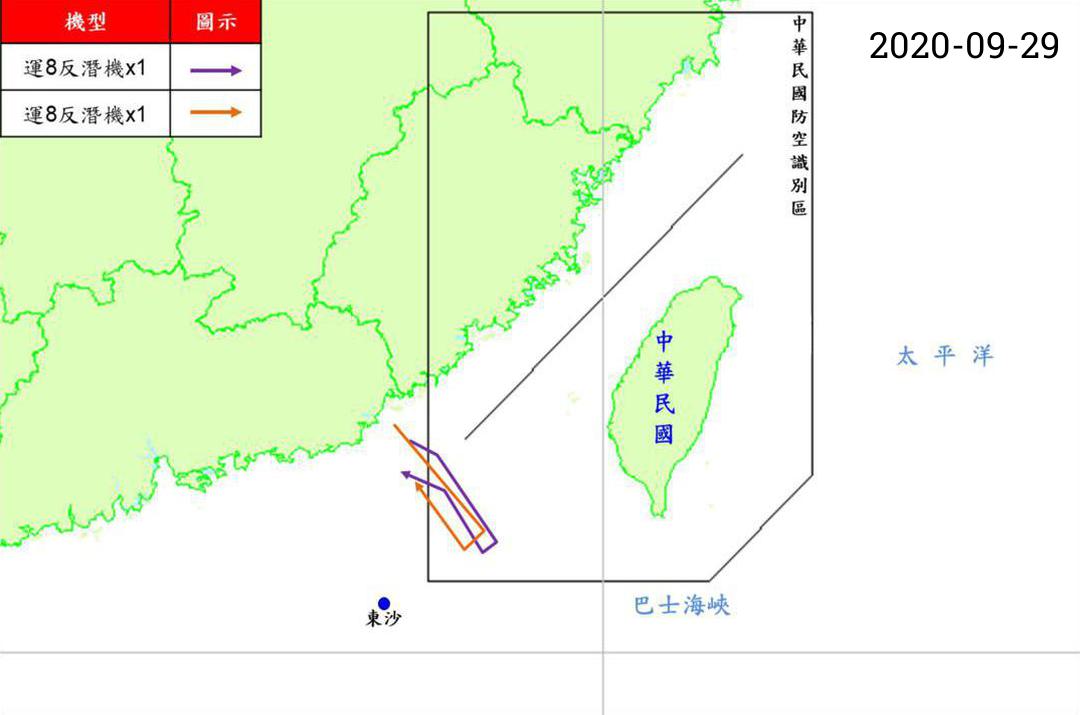 機型 圖示
運8反潛機x1
運8反潛機x1
2020-09-29
中華民國防空識別區
中華民國
太平洋
巴士海峽
東沙